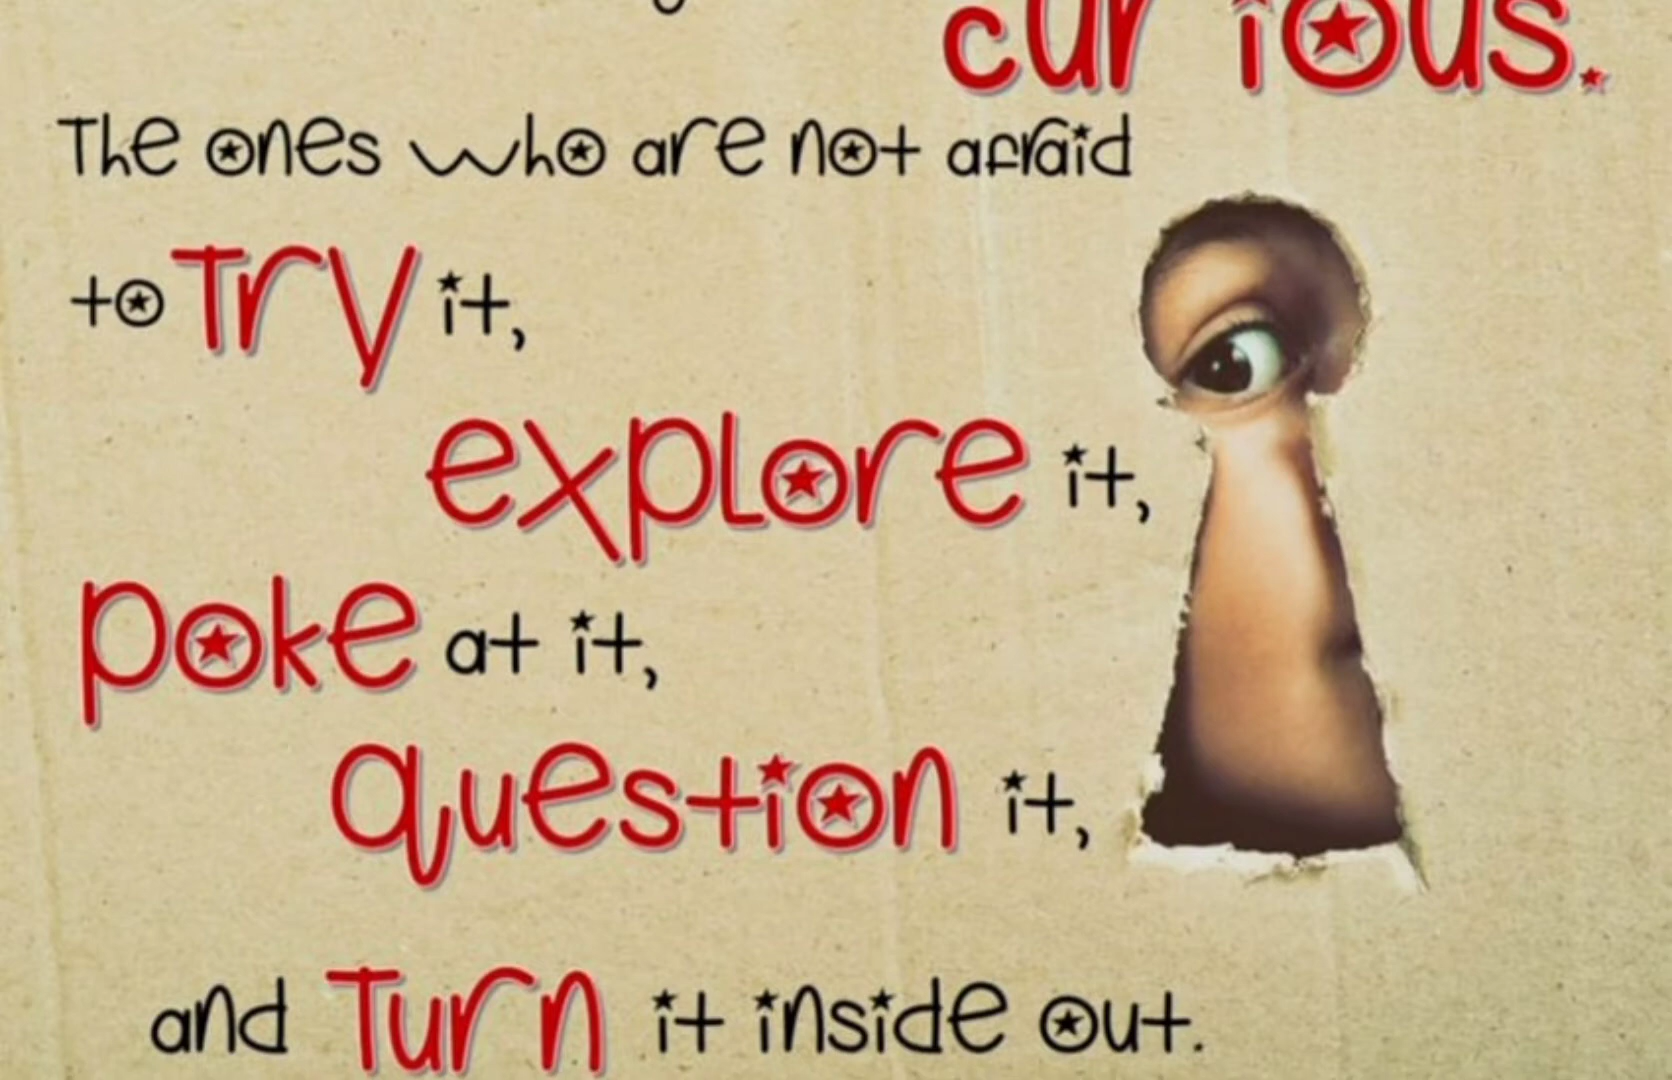 curious.
The ones who are not afraid
to Try it,
explore it,
poke at it,
question it,
and Turn it inside out.